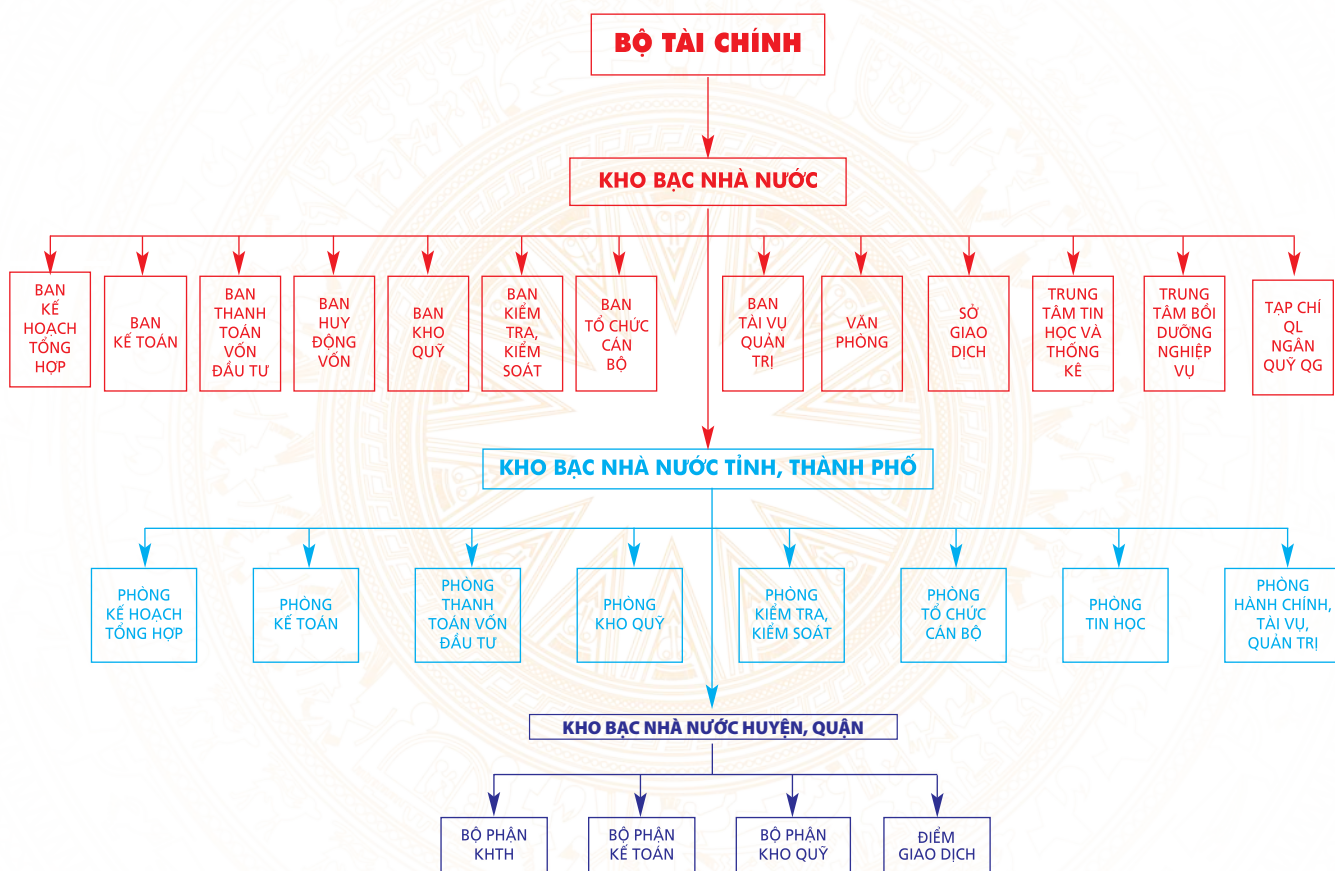 BỘ TÀI CHÍNH
KHO BẠC NHÀ NƯỚC
BAN
KẾ
HOẠCH
TỔNG
HỢP
BAN
KẾ TOÁN
BAN
THANH
TOÁN
VỐN
ĐẦU TƯ
BAN
HUY
ĐỘNG
VỐN
BAN
KHO
QUỸ
BAN
KIỂM
TRA,
KIỂM
SOÁT
BAN
TỔ CHỨC
CÁN
BỘ
BAN
TÀI VỤ
QUẢN
TRỊ
VĂN
PHÒNG
SỞ
GIAO
DỊCH
TRUNG
TÂM TIN
HỌC VÀ
THỐNG
KÊ
TRUNG
TÂM BỒI
DƯỠNG
NGHIỆP
VỤ
TẠP CHÍ
QL
NGÂN
QUỸ QG
KHO BẠC NHÀ NƯỚC TỈNH, THÀNH PHỐ
PHÒNG
KẾ HOẠCH
TỔNG HỢP
PHÒNG
KẾ TOÁN
PHÒNG
THANH
TOÁN VỐN
ĐẦU TƯ
PHÒNG
KHO QUỸ
PHÒNG
KIỂM TRA,
KIỂM SOÁT
PHÒNG
TỔ CHỨC
CÁN BỘ
PHÒNG
TIN HỌC
PHÒNG
HÀNH CHÍNH,
TÀI VỤ,
QUẢN TRỊ
KHO BẠC NHÀ NƯỚC HUYỆN, QUẬN
BỘ PHẬN
KHTH
BỘ PHẬN
KẾ TOÁN
BỘ PHẬN
KHO QUỸ
ĐIỂM
GIAO DỊCH